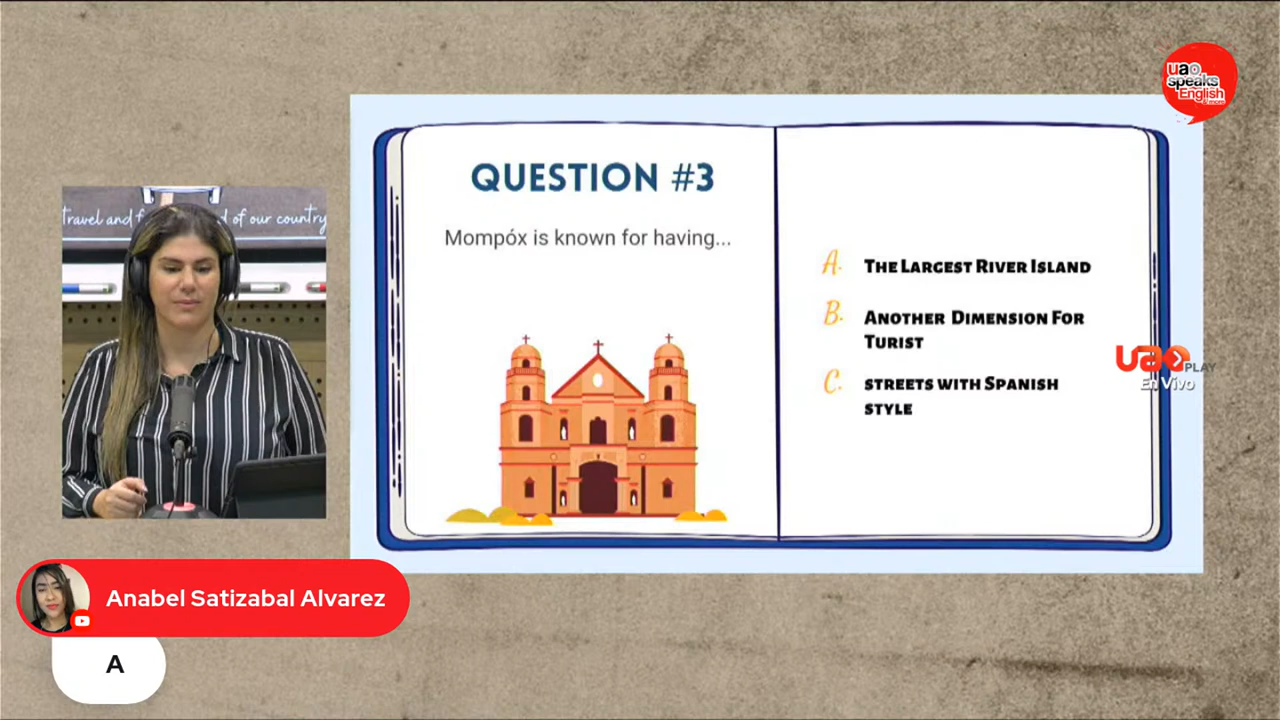 uao
speaks
English
QUESTION #3
Mompóx is known for having...
A. THE LARGEST RIVER ISLAND
B. ANOTHER DIMENSION FOR
TURIST
C. STREETS WITH SPANISH
STYLE
uao PLAY
En Vivo
travel and f
d of our country
Anabel Satizabal Alvarez
A